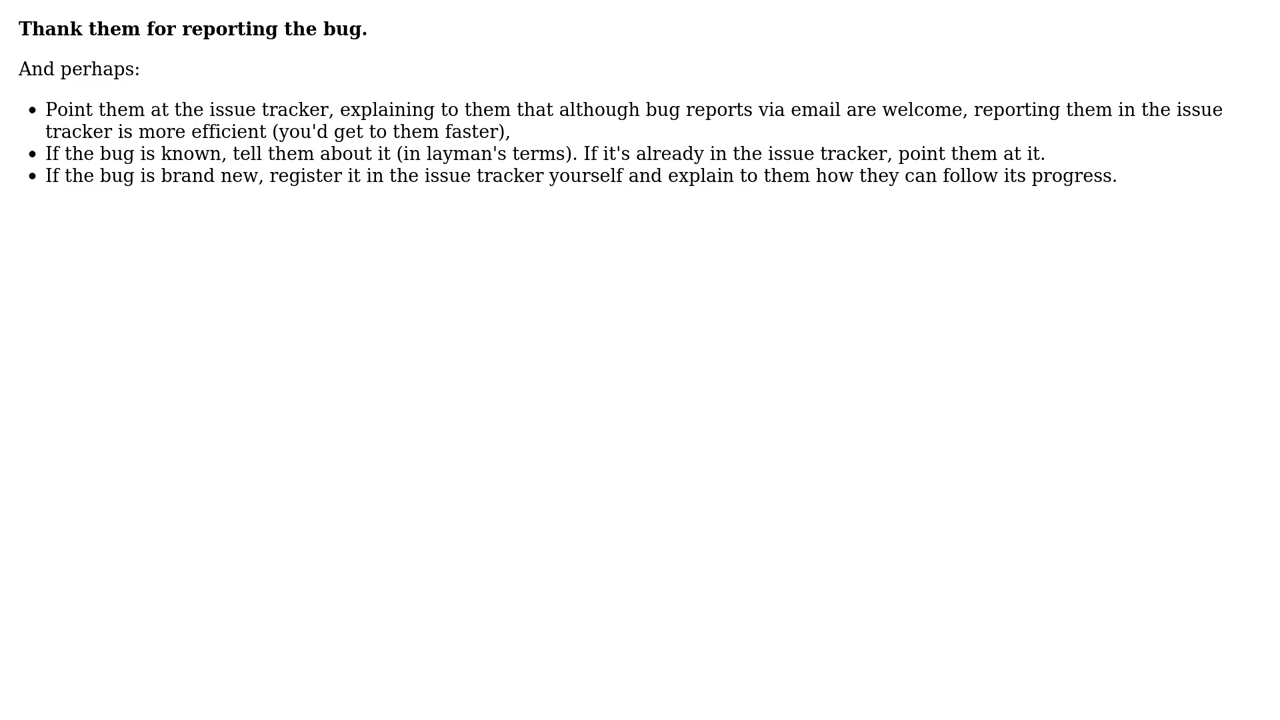 Thank them for reporting the bug.
And perhaps:
• Point them at the issue tracker, explaining to them that although bug reports via email are welcome, reporting them in the issue
tracker is more efficient (you'd get to them faster),
• If the bug is known, tell them about it (in layman's terms). If it's already in the issue tracker, point them at it.
• If the bug is brand new, register it in the issue tracker yourself and explain to them how they can follow its progress.